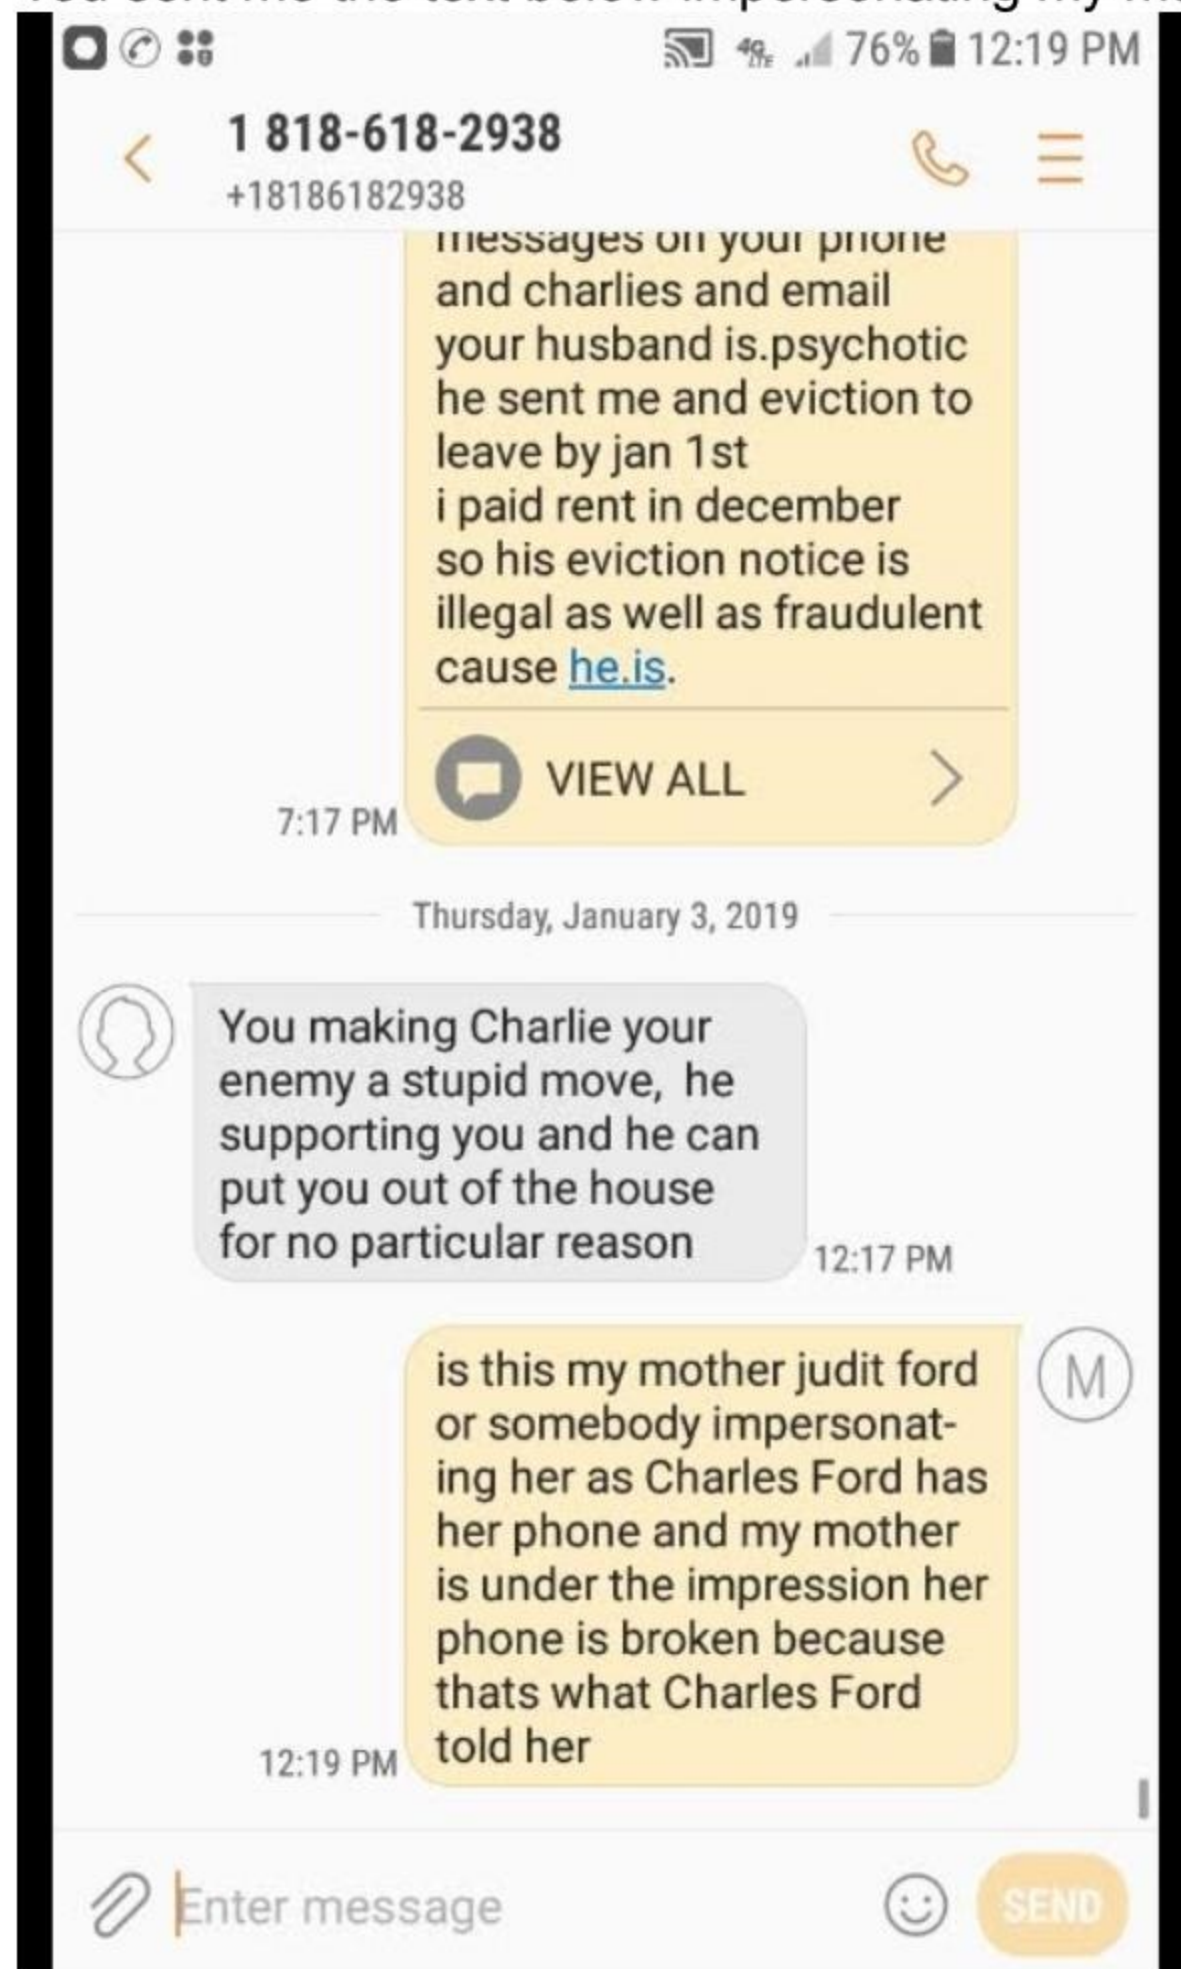 76% 12:19 PM
1 818-618-2938
+18186182938
messages on your phone
and charlies and email
your husband is.psychotic
he sent me and eviction to
leave by jan 1st
i paid rent in december
so his eviction notice is
illegal as well as fraudulent
cause he.is.
VIEW ALL
7:17 PM
Thursday, January 3, 2019
You making Charlie your
enemy a stupid move,  he
supporting you and he can
put you out of the house
for no particular reason
12:17 PM
M
is this my mother judit ford
or somebody impersonat-
ing her as Charles Ford has
her phone and my mother
is under the impression her
phone is broken because
thats what Charles Ford
told her
12:19 PM
Enter message
SEND